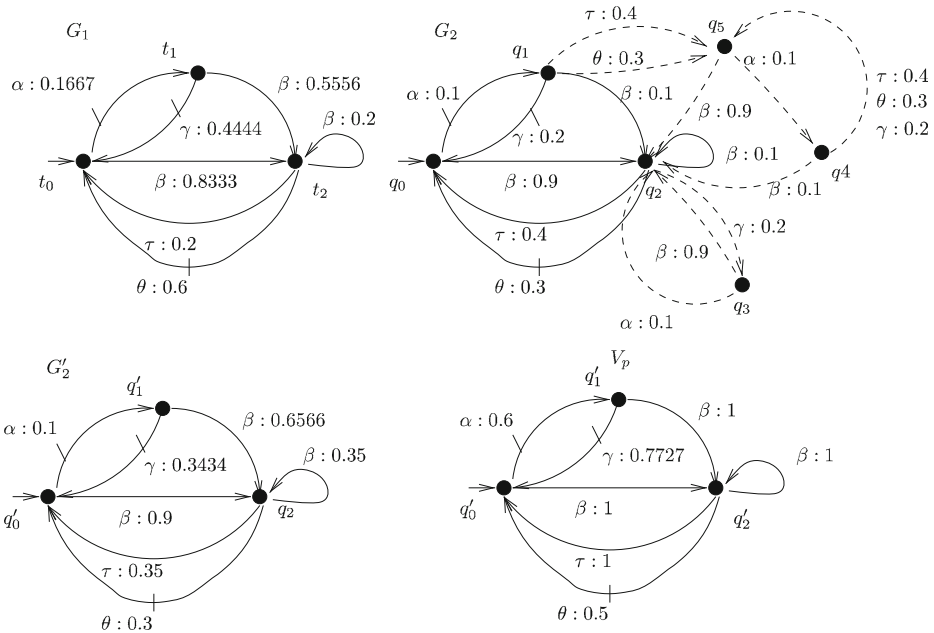 G₁
t₁
α : 0.1667
β : 0.5556
γ : 0.4444
β : 0.2
t₀
β : 0.8333
t₂
τ : 0.2
θ : 0.6
G₂
τ : 0.4
q₅
q₁
θ : 0.3
α : 0.1
α : 0.1
β : 0.1
β : 0.9
τ : 0.4
θ : 0.3
γ : 0.2
γ : 0.2
β : 0.1
q₀
β : 0.9
q₂
q₄
β : 0.1
τ : 0.4
γ : 0.2
β : 0.9
θ : 0.3
q₃
α : 0.1
G′₂
q′₁
α : 0.1
β : 0.6566
γ : 0.3434
β : 0.35
q′₀
β : 0.9
q₂
τ : 0.35
θ : 0.3
Vₚ
q′₁
α : 0.6
β : 1
γ : 0.7727
β : 1
q′₀
β : 1
q′₂
τ : 1
θ : 0.5